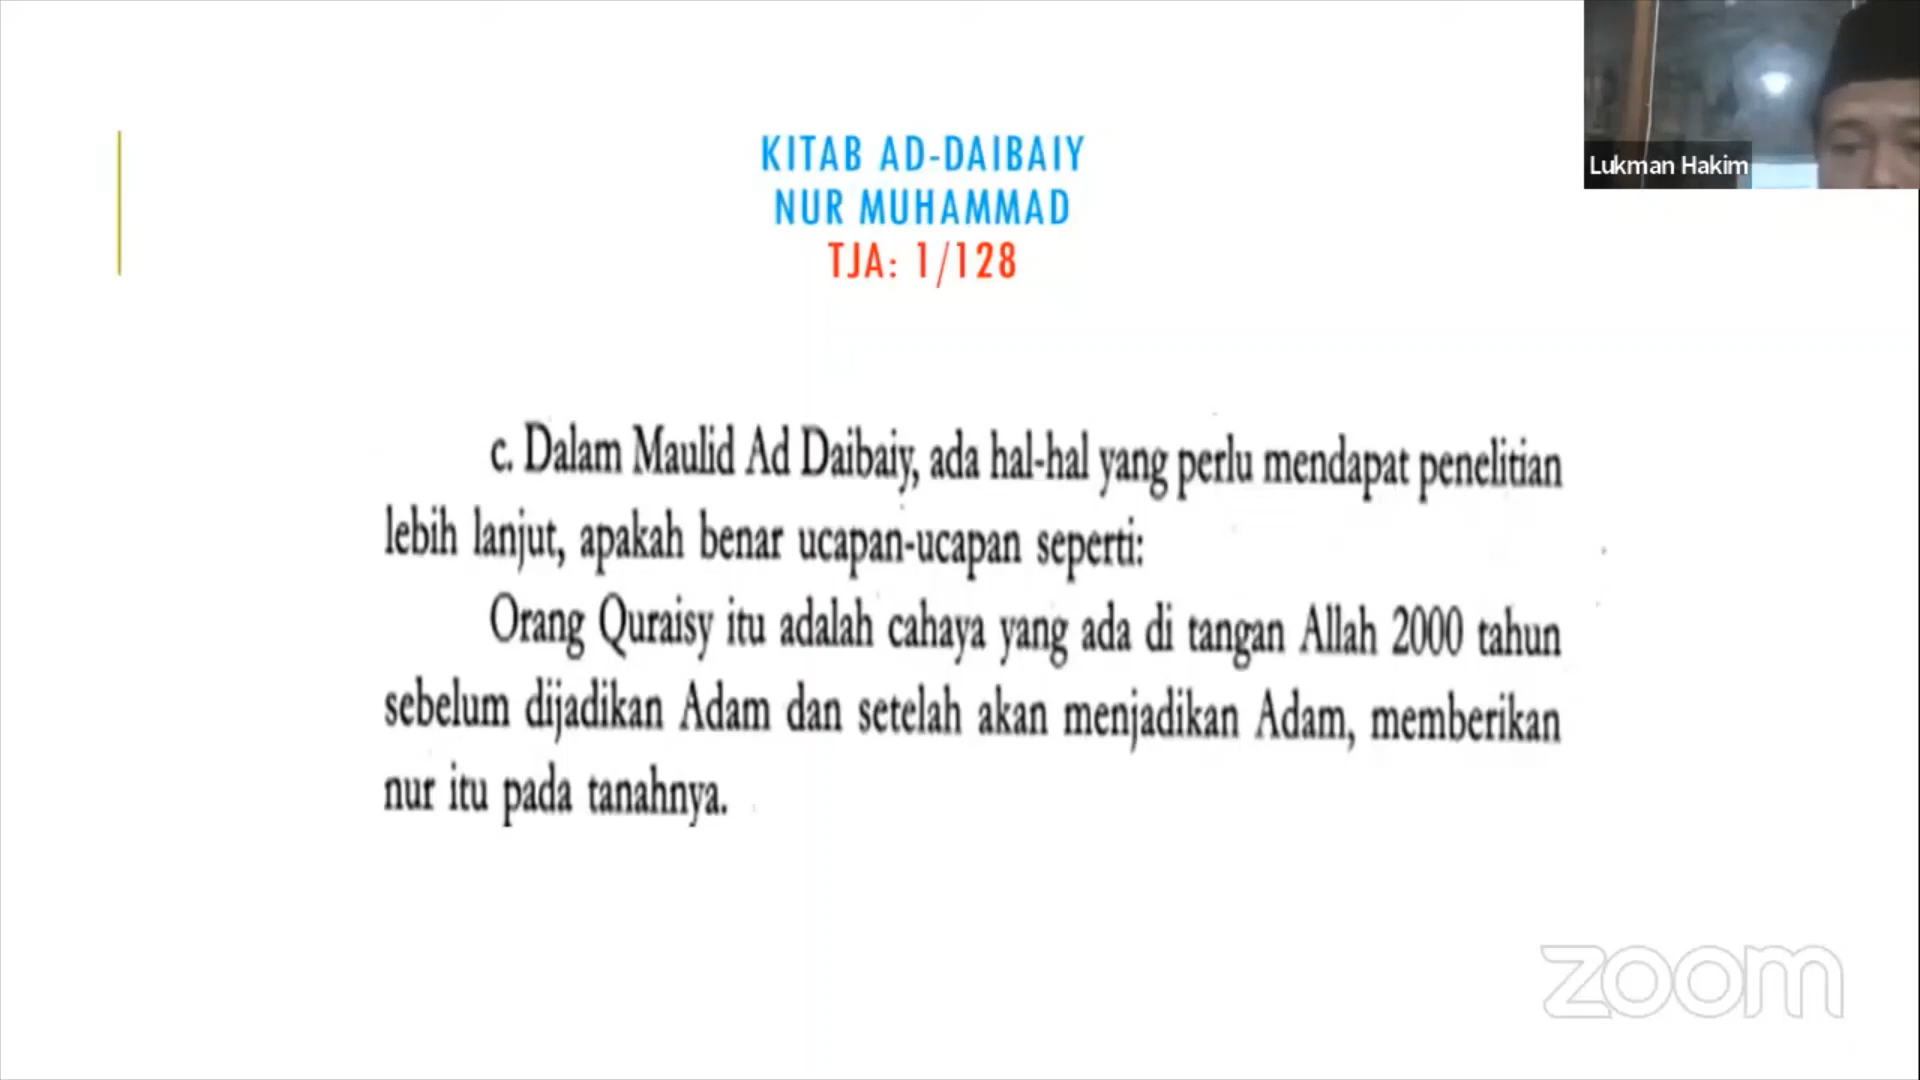 KITAB AD-DAIBAIY
NUR MUHAMMAD
TJA: 1/128
Lukman Hakim
c. Dalam Maulid Ad Daibaiy, ada hal-hal yang perlu mendapat penelitian
lebih lanjut, apakah benar ucapan-ucapan seperti:
Orang Quraisy itu adalah cahaya yang ada di tangan Allah 2000 tahun
sebelum dijadikan Adam dan setelah akan menjadikan Adam, memberikan
nur itu pada tanahnya.
zoom